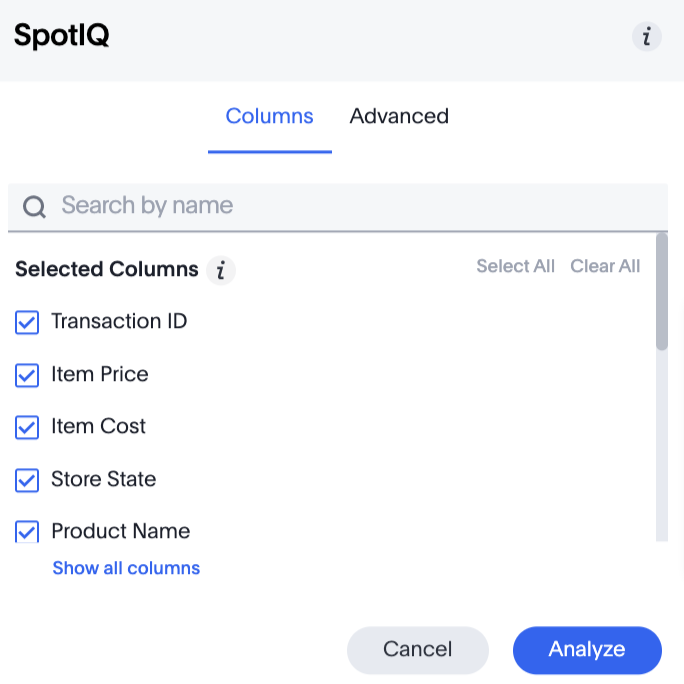 SpotIQ
i
Columns Advanced
Search by name
Selected Columns i Select All Clear All
Transaction ID
Item Price
Item Cost
Store State
Product Name
Show all columns
Cancel Analyze